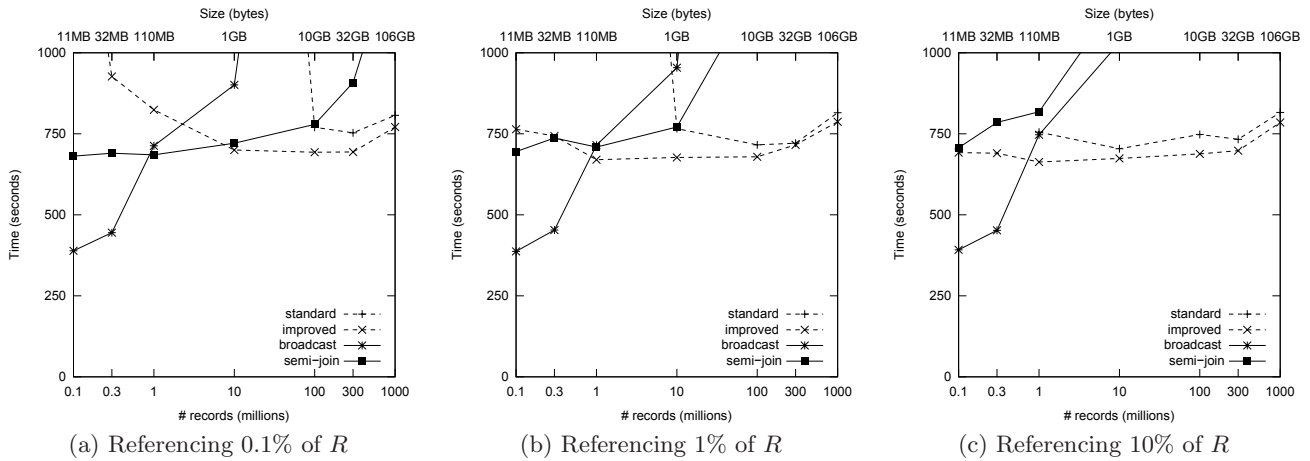 Size (bytes)
11MB 32MB 110MB 1GB 10GB 32GB 106GB
1000
750
500
250
0
Time (seconds)
standard
improved
broadcast
semi-join
0.1 0.3 1 10 100 300 1000
# records (millions)
(a) Referencing 0.1% of R
Size (bytes)
11MB 32MB 110MB 1GB 10GB 32GB 106GB
1000
750
500
250
0
Time (seconds)
standard
improved
broadcast
semi-join
0.1 0.3 1 10 100 300 1000
# records (millions)
(b) Referencing 1% of R
Size (bytes)
11MB 32MB 110MB 1GB 10GB 32GB 106GB
1000
750
500
250
0
Time (seconds)
standard
improved
broadcast
semi-join
0.1 0.3 1 10 100 300 1000
# records (millions)
(c) Referencing 10% of R